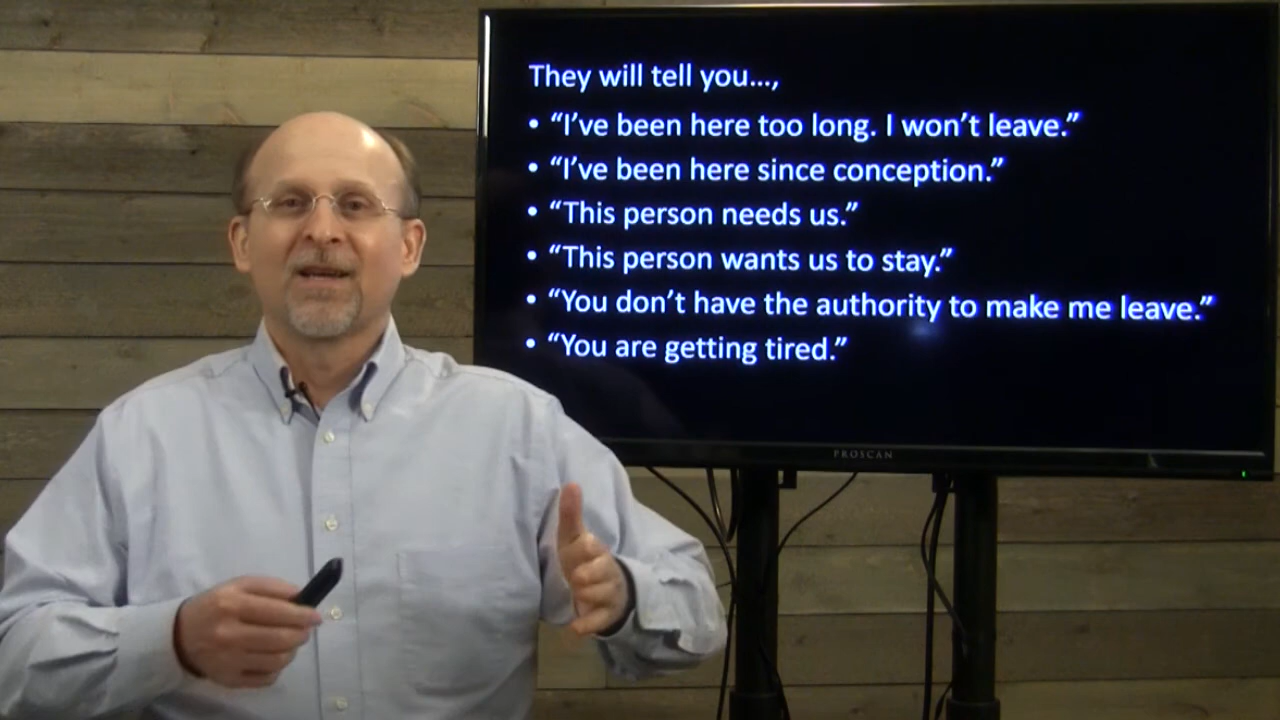 They will tell you...,
• “I’ve been here too long. I won’t leave.”
• “I’ve been here since conception.”
• “This person needs us.”
• “This person wants us to stay.”
• “You don’t have the authority to make me leave.”
• “You are getting tired.”
PROSCAN